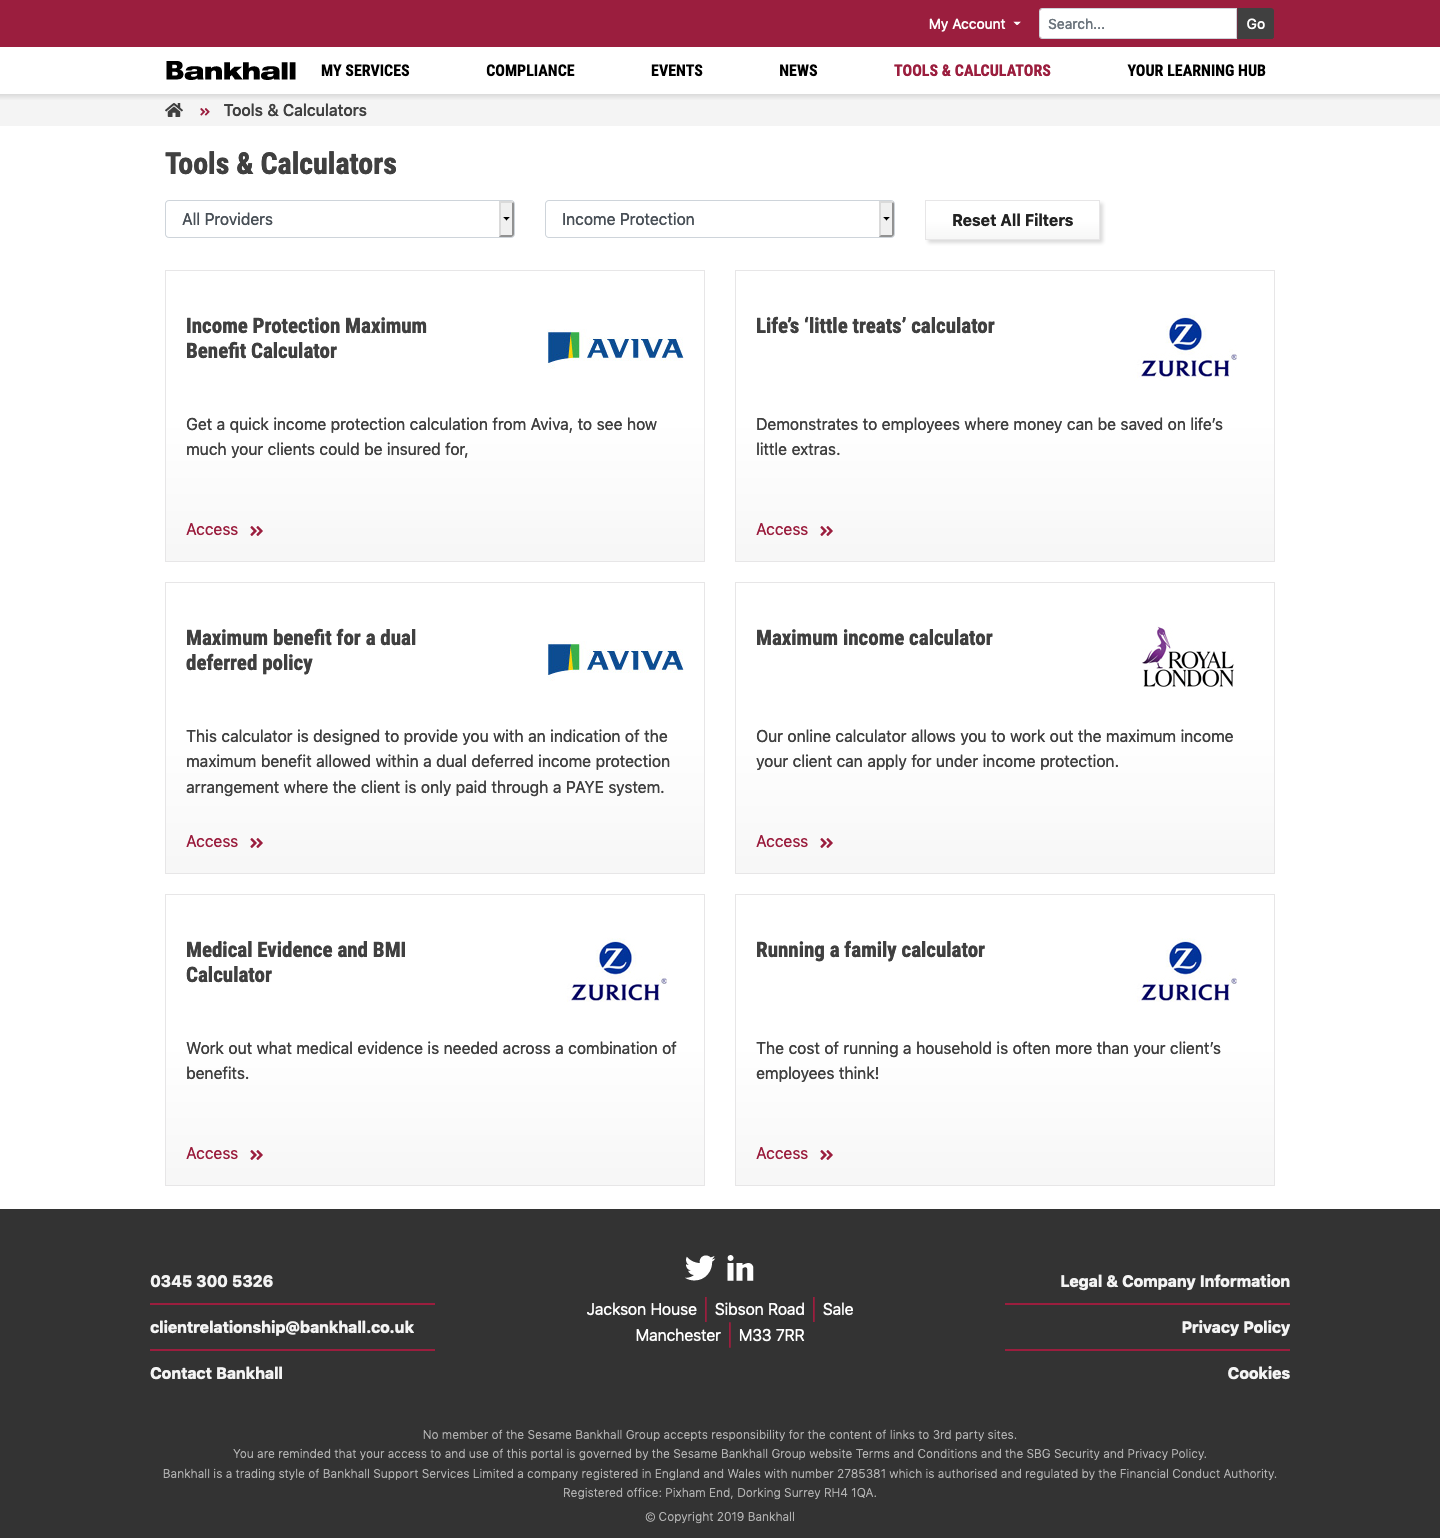 My Account
Search...
Go
Bankhall
MY SERVICES
COMPLIANCE
EVENTS
NEWS
TOOLS & CALCULATORS
YOUR LEARNING HUB
Tools & Calculators
Tools & Calculators
All Providers
Income Protection
Reset All Filters
Income Protection Maximum
Benefit Calculator
AVIVA
Get a quick income protection calculation from Aviva, to see how
much your clients could be insured for,
Access
Life’s ‘little treats’ calculator
ZURICH®
Demonstrates to employees where money can be saved on life’s
little extras.
Access
Maximum benefit for a dual
deferred policy
AVIVA
This calculator is designed to provide you with an indication of the
maximum benefit allowed within a dual deferred income protection
arrangement where the client is only paid through a PAYE system.
Access
Maximum income calculator
ROYAL
LONDON
Our online calculator allows you to work out the maximum income
your client can apply for under income protection.
Access
Medical Evidence and BMI
Calculator
ZURICH®
Work out what medical evidence is needed across a combination of
benefits.
Access
Running a family calculator
ZURICH®
The cost of running a household is often more than your client’s
employees think!
Access
0345 300 5326
clientrelationship@bankhall.co.uk
Contact Bankhall
Jackson House | Sibson Road | Sale
Manchester | M33 7RR
Legal & Company Information
Privacy Policy
Cookies
No member of the Sesame Bankhall Group accepts responsibility for the content of links to 3rd party sites.
You are reminded that your access to and use of this portal is governed by the Sesame Bankhall Group website Terms and Conditions and the SBG Security and Privacy Policy.
Bankhall is a trading style of Bankhall Support Services Limited a company registered in England and Wales with number 2785381 which is authorised and regulated by the Financial Conduct Authority.
Registered office: Pixham End, Dorking Surrey RH4 1QA.
© Copyright 2019 Bankhall